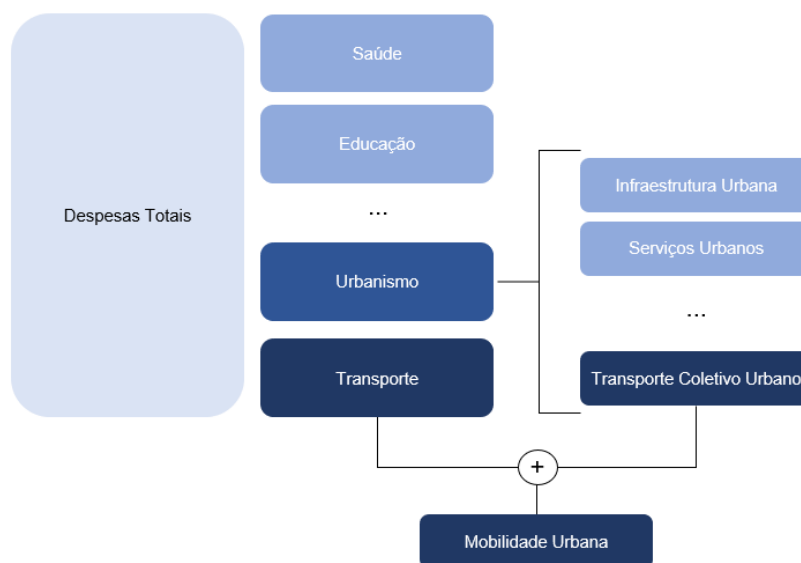 Despesas Totais
Saúde
Educação
...
Urbanismo
Transporte
Infraestrutura Urbana
Serviços Urbanos
...
Transporte Coletivo Urbano
+
Mobilidade Urbana